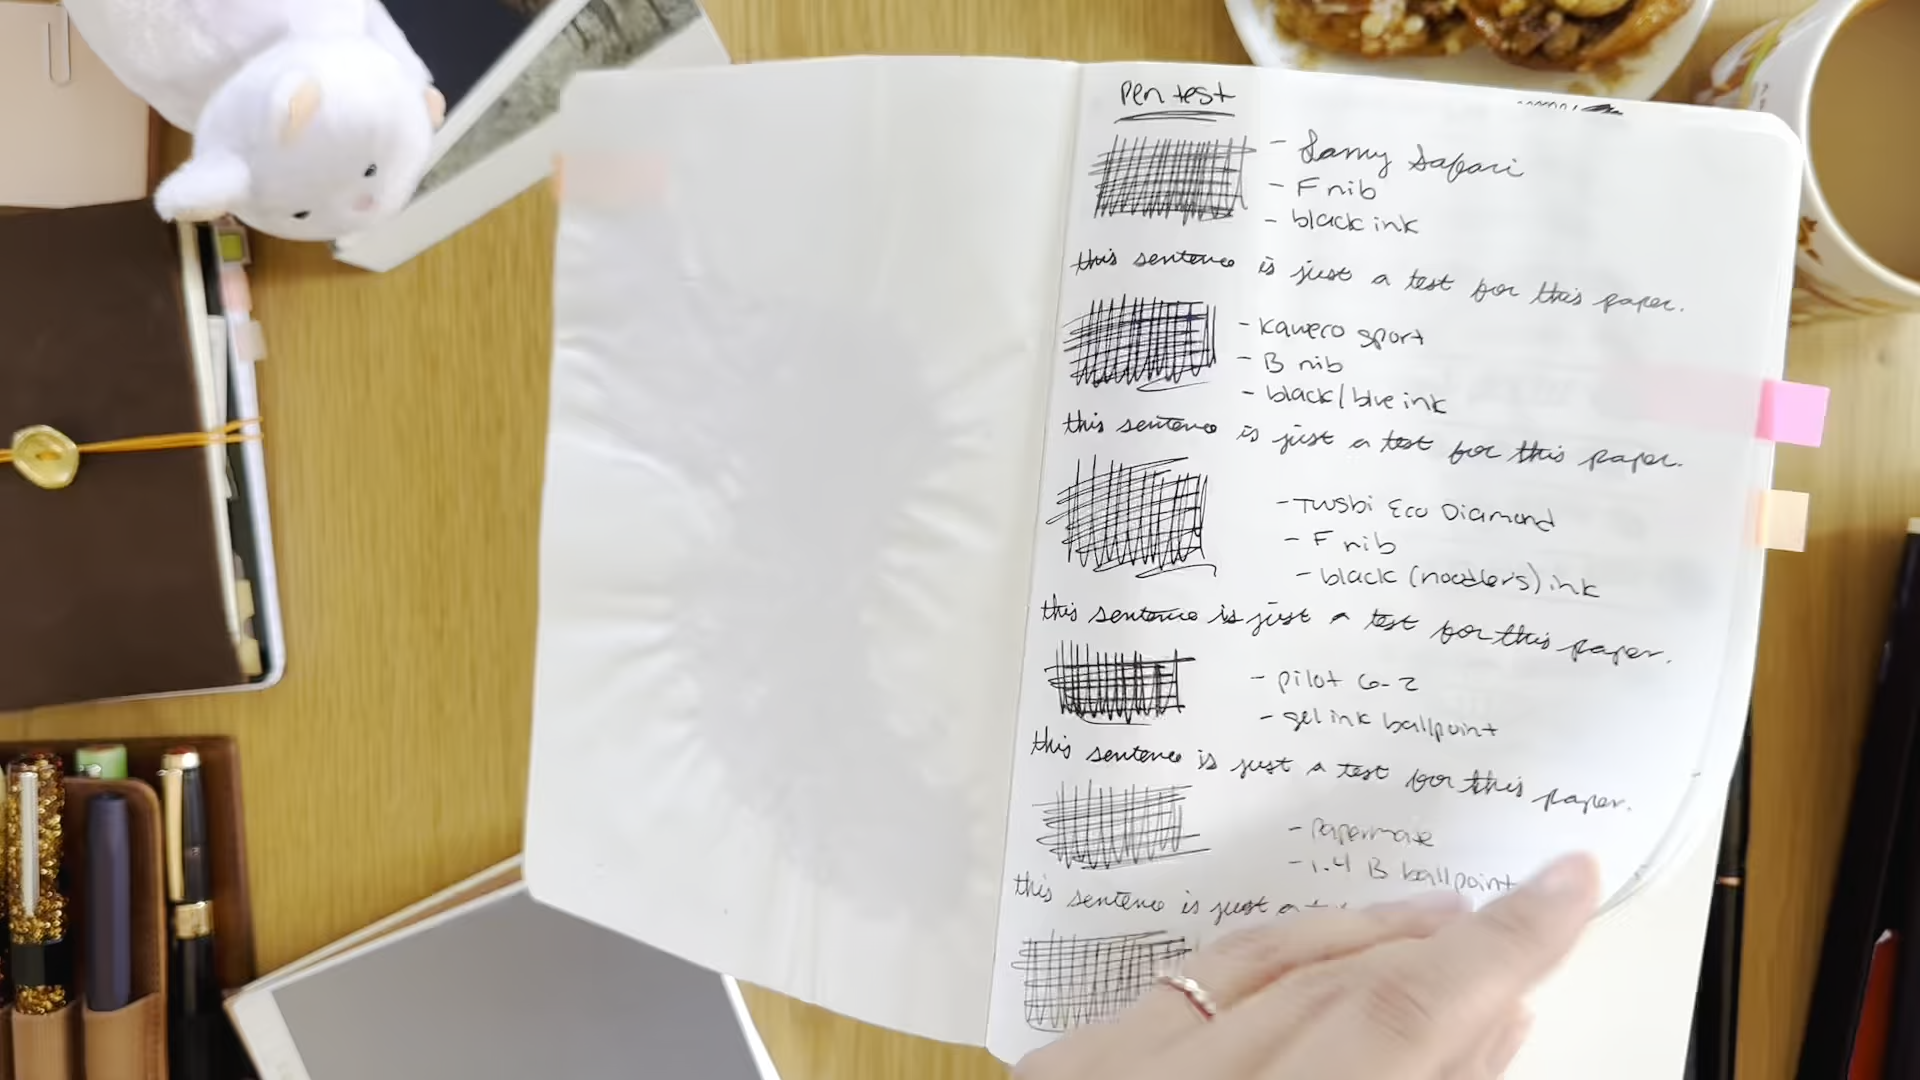 pen test
- Lamy Safari
- F nib
- black ink
this sentence is just a test for this paper.
- Kaweco sport
- B nib
- black/blue ink
this sentence is just a test for this paper.
- TWSBI Eco Diamond
- F nib
- black (noodler's) ink
this sentence is just a test for this paper.
- pilot G-2
- gel ink ballpoint
this sentence is just a test for this paper.
- papermate
- 1.4 B ballpoint
this sentence is just a